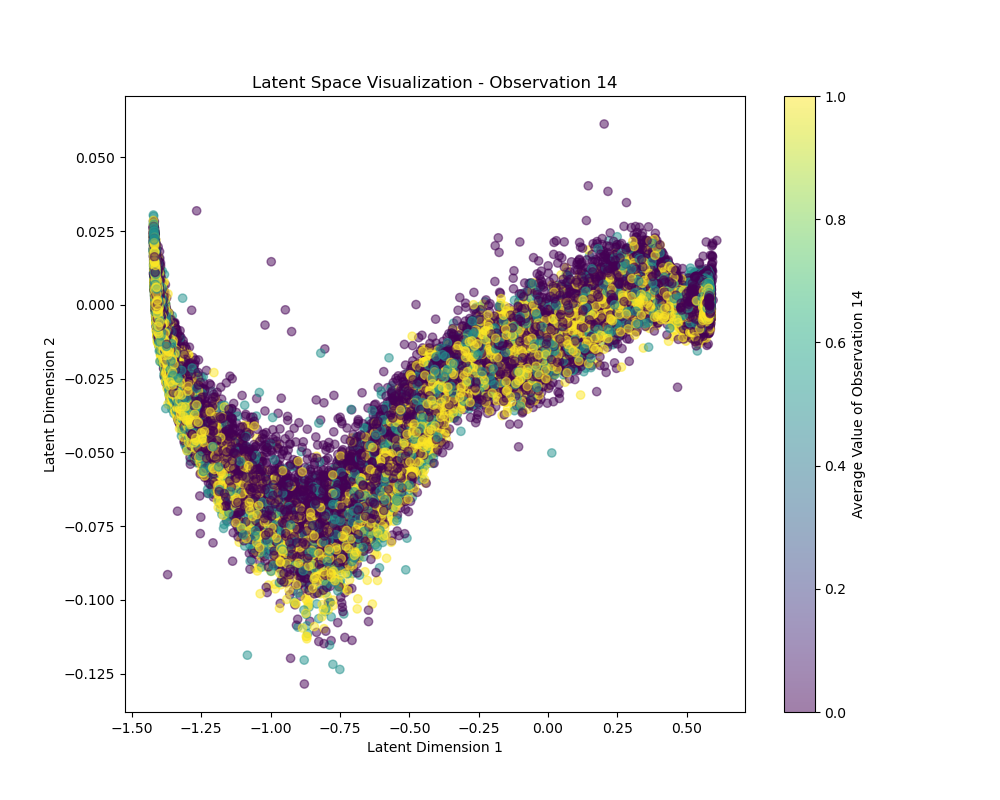 Latent Space Visualization - Observation 14
0.050
0.025
0.000
−0.025
−0.050
−0.075
−0.100
−0.125
Latent Dimension 2
−1.50 −1.25 −1.00 −0.75 −0.50 −0.25 0.00 0.25 0.50
Latent Dimension 1
1.0
0.8
0.6
0.4
0.2
0.0
Average Value of Observation 14